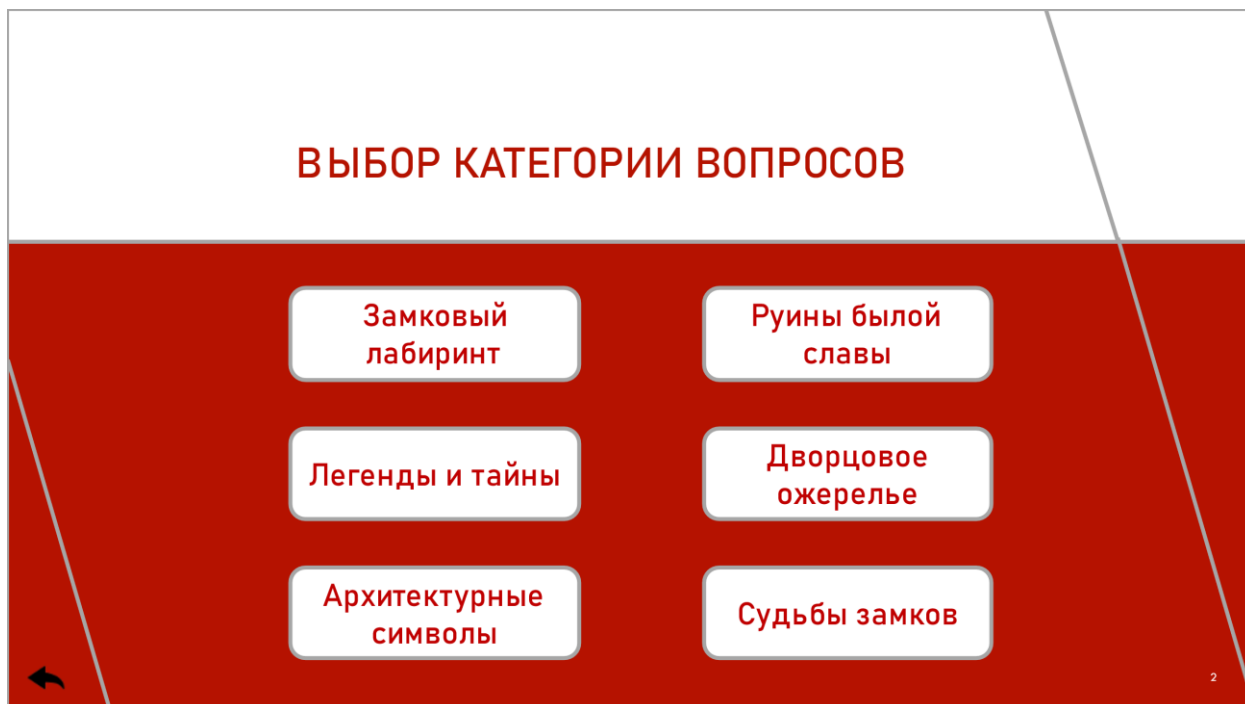 ВЫБОР КАТЕГОРИИ ВОПРОСОВ
Замковый
лабиринт
Руины былой
славы
Легенды и тайны
Дворцовое
ожерелье
Архитектурные
символы
Судьбы замков
2